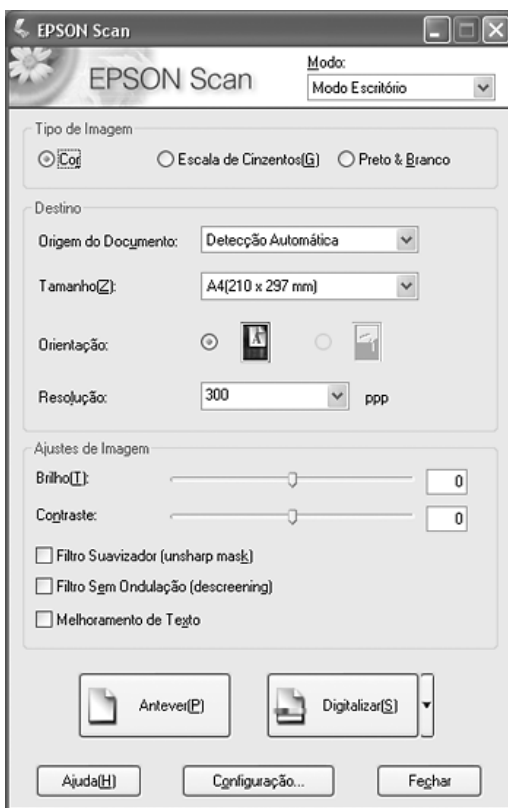 EPSON Scan
EPSON Scan
Modo:
Modo Escritório
Tipo de Imagem
Cor
Escala de Cinzentos(G)
Preto & Branco
Destino
Origem do Documento:
Detecção Automática
Tamanho(Z):
A4(210 x 297 mm)
Orientação:
Resolução:
300
ppp
Ajustes de Imagem
Brilho(T):
0
Contraste:
0
Filtro Suavizador (unsharp mask)
Filtro Sem Ondulação (descreening)
Melhoramento de Texto
Antever(P)
Digitalizar(S)
Ajuda(H)
Configuração...
Fechar